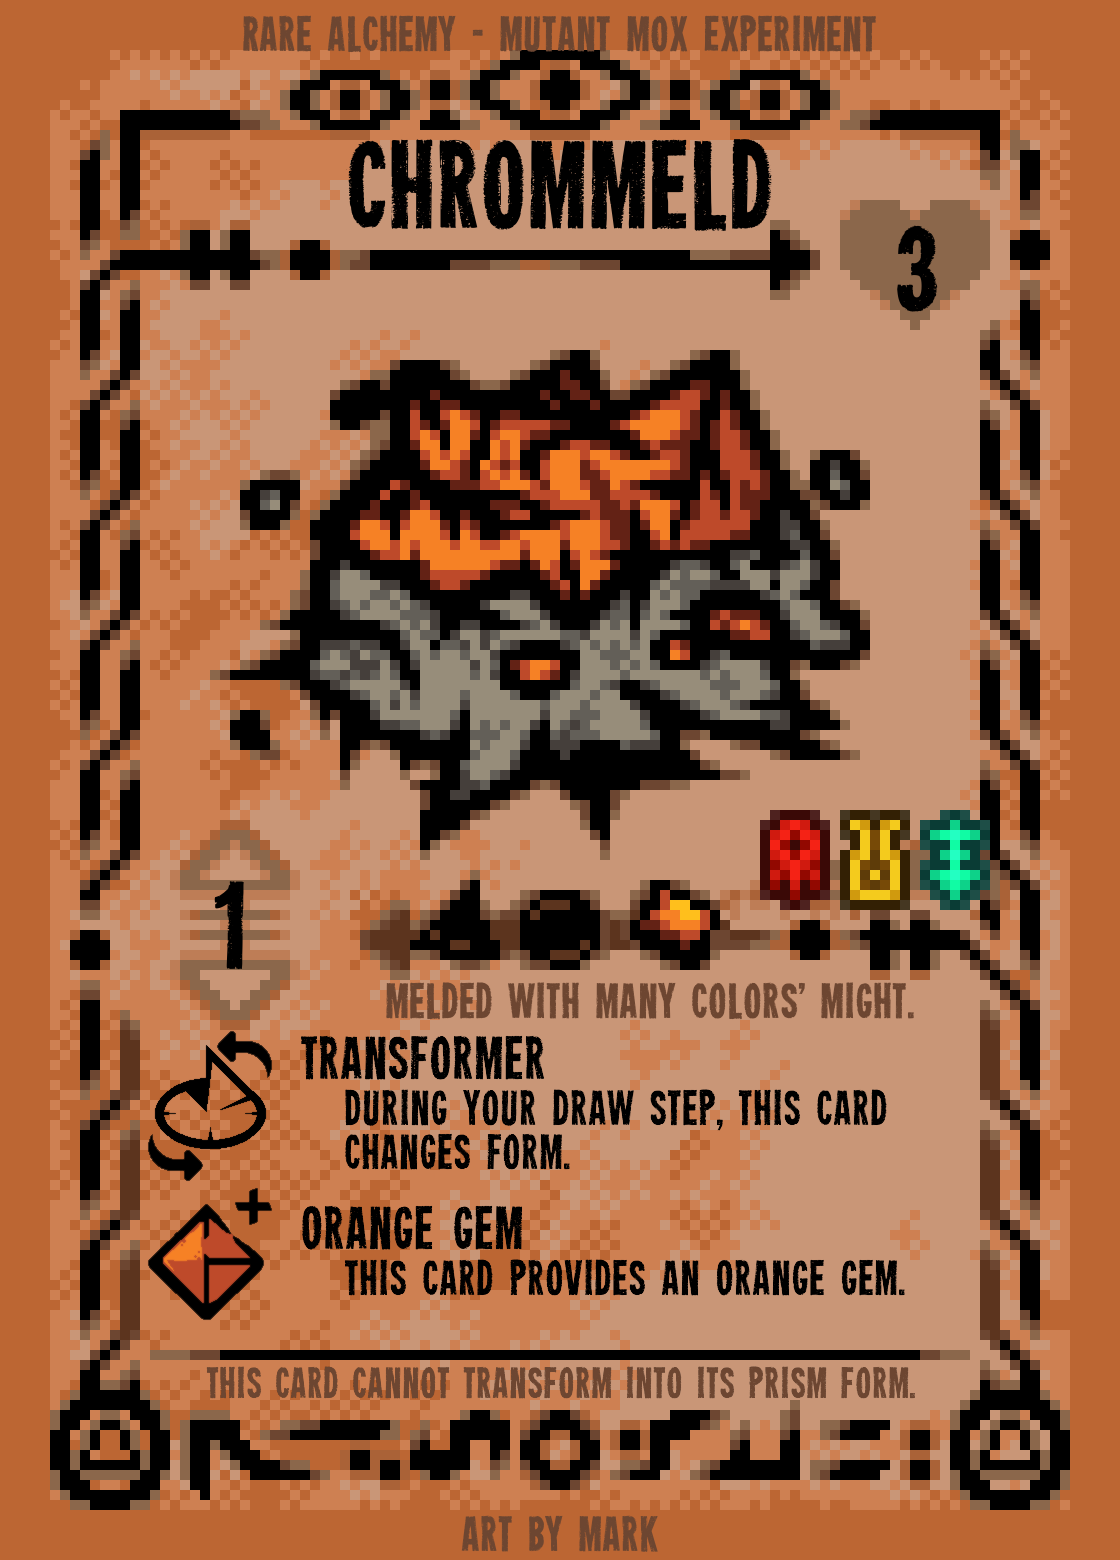 RARE ALCHEMY - MUTANT MOX EXPERIMENT
CHROMMELD
3
1
MELDED WITH MANY COLORS' MIGHT.
TRANSFORMER
DURING YOUR DRAW STEP, THIS CARD
CHANGES FORM.
ORANGE GEM
THIS CARD PROVIDES AN ORANGE GEM.
THIS CARD CANNOT TRANSFORM INTO ITS PRISM FORM.
ART BY MARK